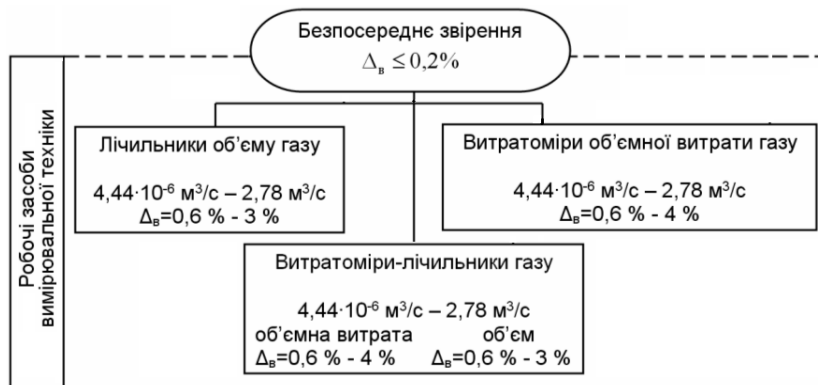 Безпосереднє звірення
Δв ≤ 0,2%
Робочі засоби
вимірювальної техніки
Лічильники об’єму газу
4,44·10⁻⁶ м³/с – 2,78 м³/с
Δв=0,6 % - 3 %
Витратоміри об’ємної витрати газу
4,44·10⁻⁶ м³/с – 2,78 м³/с
Δв=0,6 % - 4 %
Витратоміри-лічильники газу
4,44·10⁻⁶ м³/с – 2,78 м³/с
об’ємна витрата об’єм
Δв=0,6 % - 4 % Δв=0,6 % - 3 %